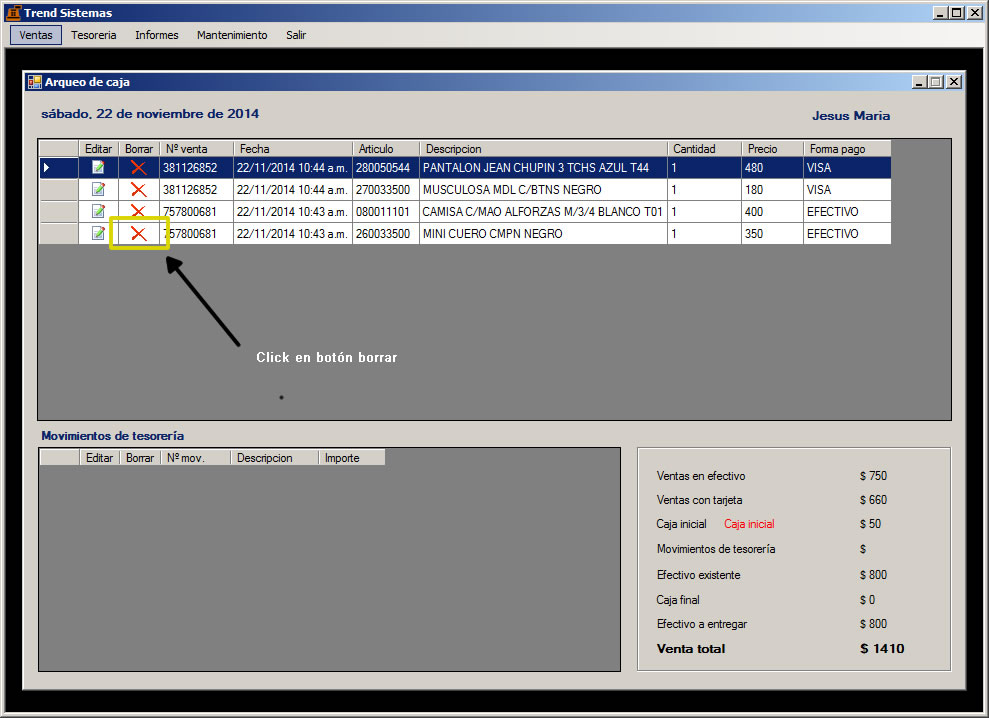 Trend Sistemas
Ventas Tesoreria Informes Mantenimiento Salir
Arqueo de caja
sábado, 22 de noviembre de 2014 Jesus Maria
Editar Borrar Nº venta Fecha Articulo Descripcion Cantidad Precio Forma pago
381126852 22/11/2014 10:44 a.m. 280050544 PANTALON JEAN CHUPIN 3 TCHS AZUL T44 1 480 VISA
381126852 22/11/2014 10:44 a.m. 270033500 MUSCULOSA MDL C/BTNS NEGRO 1 180 VISA
757800681 22/11/2014 10:43 a.m. 080011101 CAMISA C/MAO ALFORZAS M/3/4 BLANCO T01 1 400 EFECTIVO
757800681 22/11/2014 10:43 a.m. 260033500 MINI CUERO CMPN NEGRO 1 350 EFECTIVO
Click en botón borrar
Movimientos de tesorería
Editar Borrar Nº mov. Descripcion Importe
Ventas en efectivo $ 750
Ventas con tarjeta $ 660
Caja inicial Caja inicial $ 50
Movimientos de tesorería $
Efectivo existente $ 800
Caja final $ 0
Efectivo a entregar $ 800
Venta total $ 1410